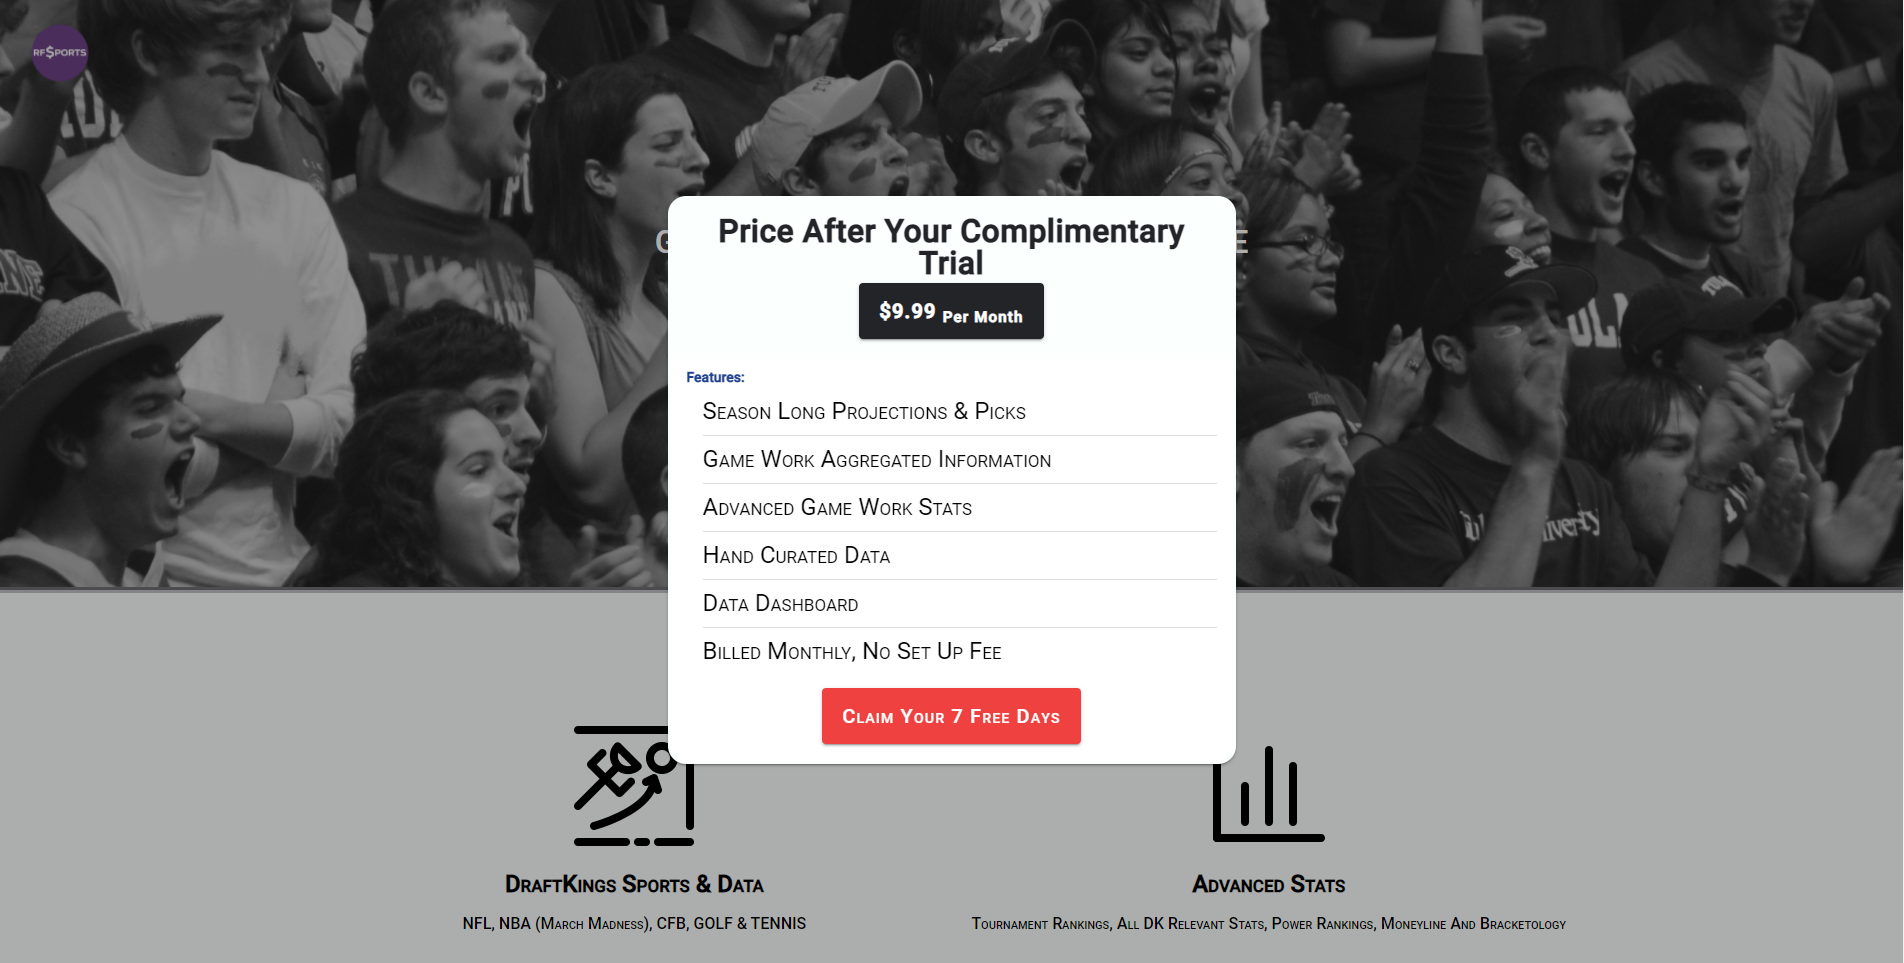 RF$PORTS
Price After Your Complimentary
Trial
$9.99 Per Month
Features:
Season Long Projections & Picks
Game Work Aggregated Information
Advanced Game Work Stats
Hand Curated Data
Data Dashboard
Billed Monthly, No Set Up Fee
Claim Your 7 Free Days
DraftKings Sports & Data
NFL, NBA (March Madness), CFB, GOLF & TENNIS
Advanced Stats
Tournament Rankings, All DK Relevant Stats, Power Rankings, Moneyline And Bracketology